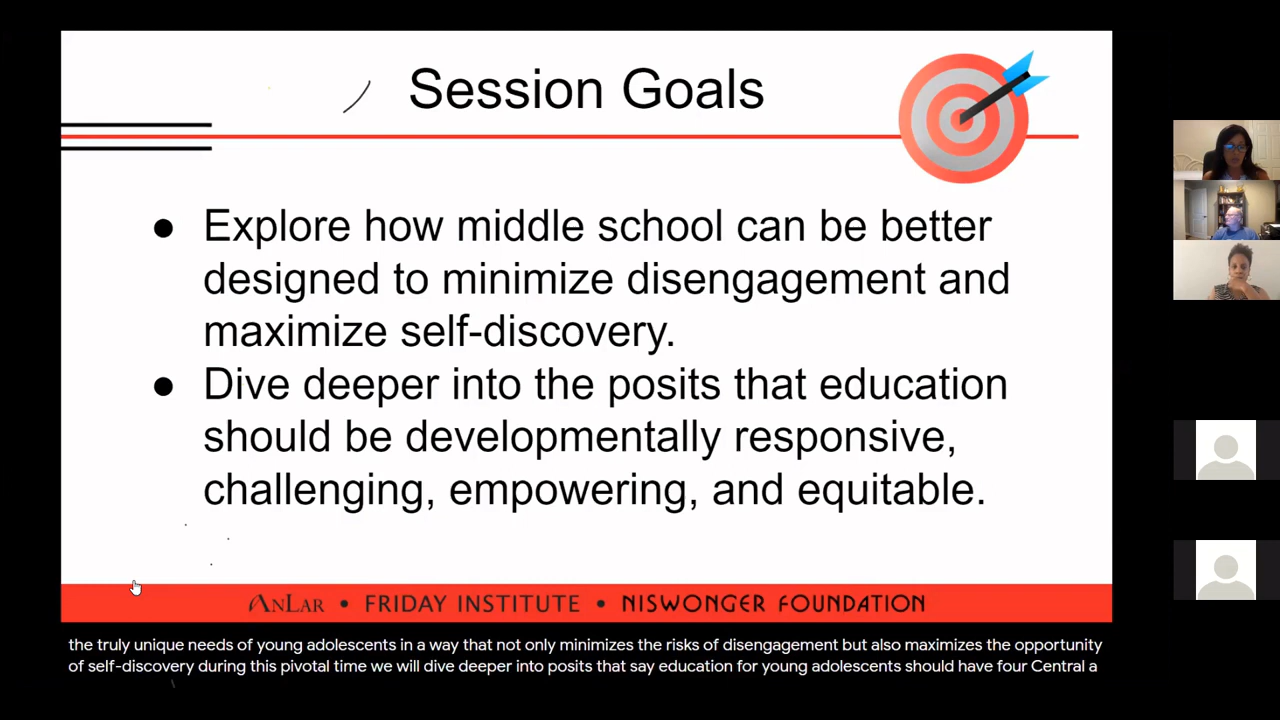 Session Goals
● Explore how middle school can be better
designed to minimize disengagement and
maximize self-discovery.
● Dive deeper into the posits that education
should be developmentally responsive,
challenging, empowering, and equitable.
ANLAR • FRIDAY INSTITUTE • NISWONGER FOUNDATION
the truly unique needs of young adolescents in a way that not only minimizes the risks of disengagement but also maximizes the opportunity
of self-discovery during this pivotal time we will dive deeper into posits that say education for young adolescents should have four Central a